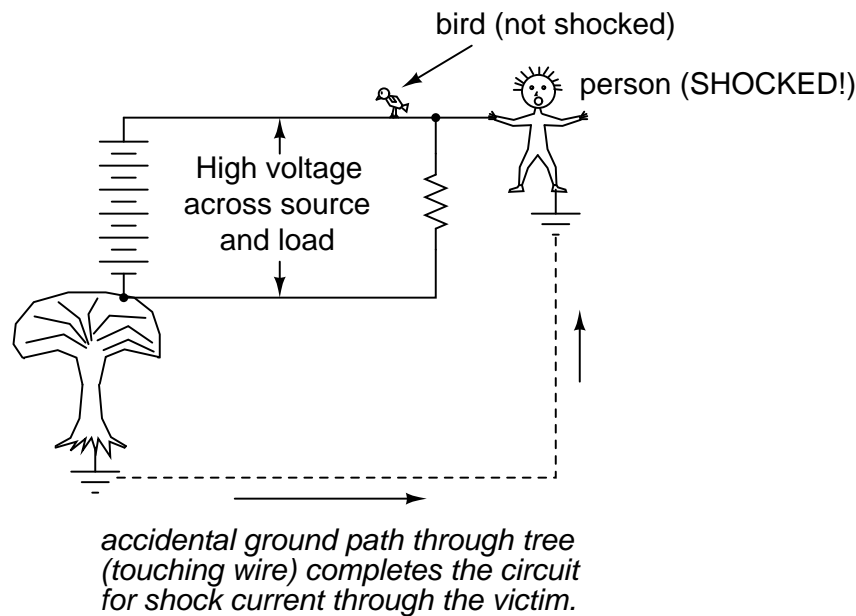 bird (not shocked)
person (SHOCKED!)
High voltage
across source
and load
accidental ground path through tree
(touching wire) completes the circuit
for shock current through the victim.